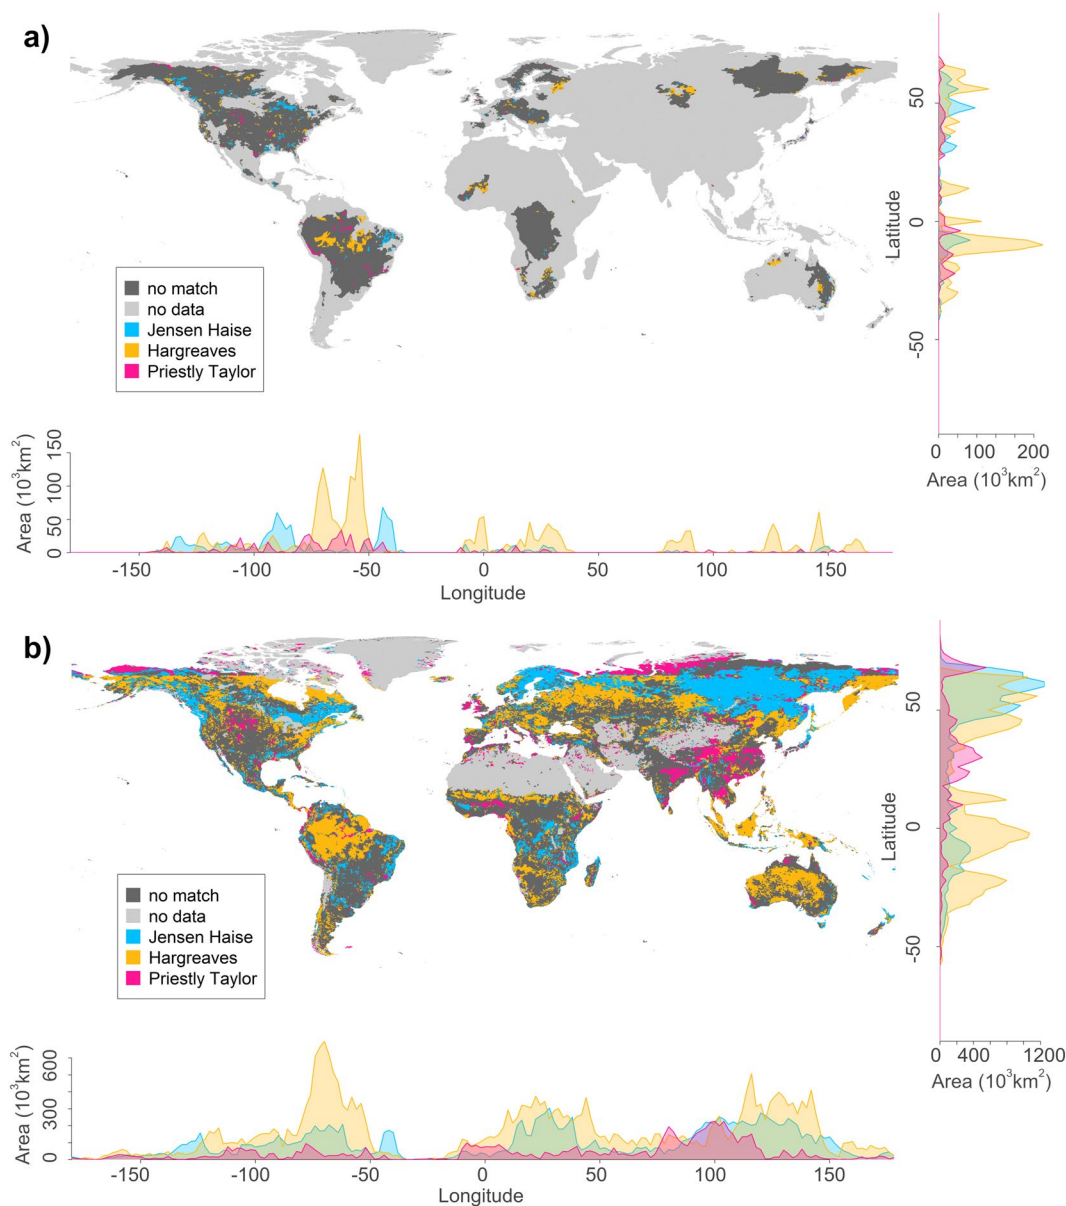 a)
no match
no data
Jensen Haise
Hargreaves
Priestly Taylor
50
0
-50
Latitude
0 100 200
Area (10³km²)
150
100
50
0
Area (10³km²)
-150 -100 -50 0 50 100 150
Longitude
b)
no match
no data
Jensen Haise
Hargreaves
Priestly Taylor
50
0
-50
Latitude
0 400 1200
Area (10³km²)
600
300
0
Area (10³km²)
-150 -100 -50 0 50 100 150
Longitude